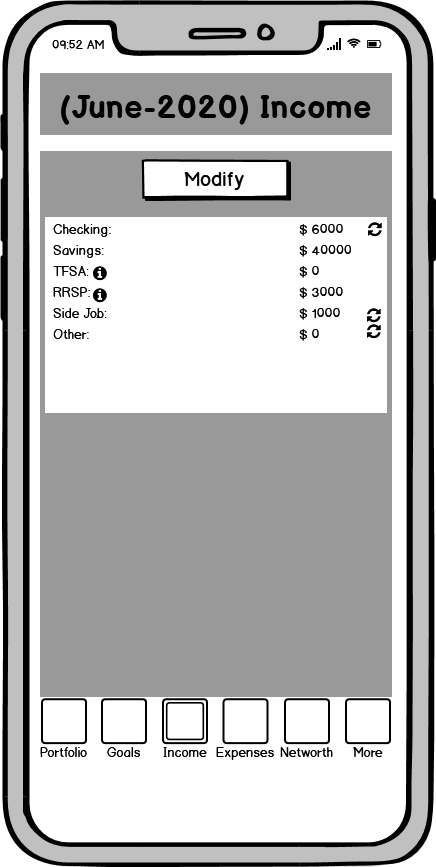 09:52 AM
(June-2020) Income
Modify
Checking: $ 6000
Savings: $ 40000
TFSA: $ 0
RRSP: $ 3000
Side Job: $ 1000
Other: $ 0
Portfolio Goals Income Expenses Networth More